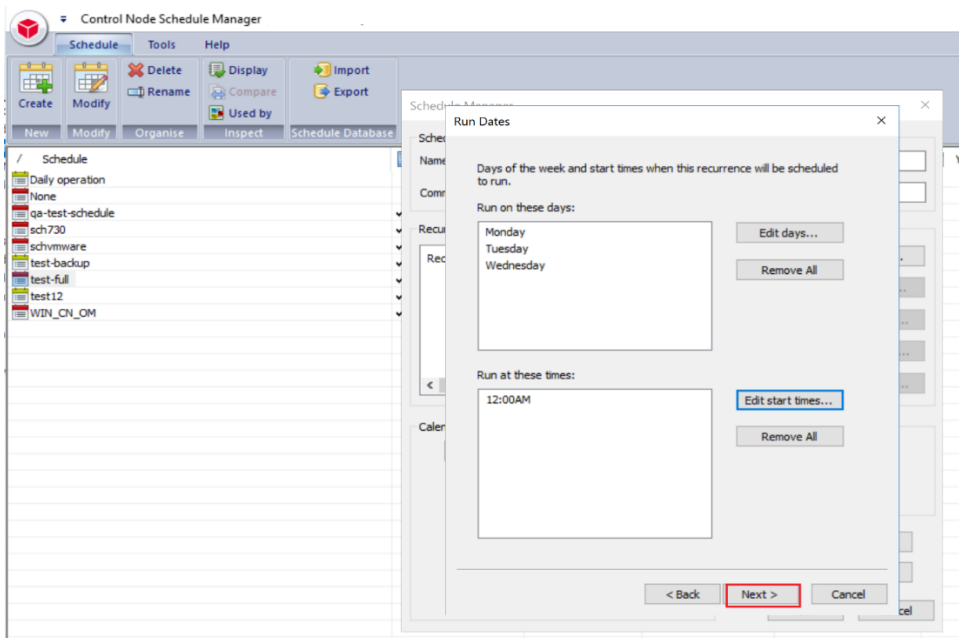 Control Node Schedule Manager
Schedule Tools Help
Create
New
Modify
Modify
Delete
Rename
Organise
Display
Compare
Used by
Inspect
Import
Export
Schedule Database
/ Schedule
Daily operation
None
qa-test-schedule
sch730
schvmware
test-backup
test-full
test12
WIN_CN_OM
Schedule Manager
Name
Run Dates
Days of the week and start times when this recurrence will be scheduled
to run.
Run on these days:
Monday
Tuesday
Wednesday
Edit days...
Remove All
Run at these times:
12:00AM
Edit start times...
Remove All
< Back
Next >
Cancel